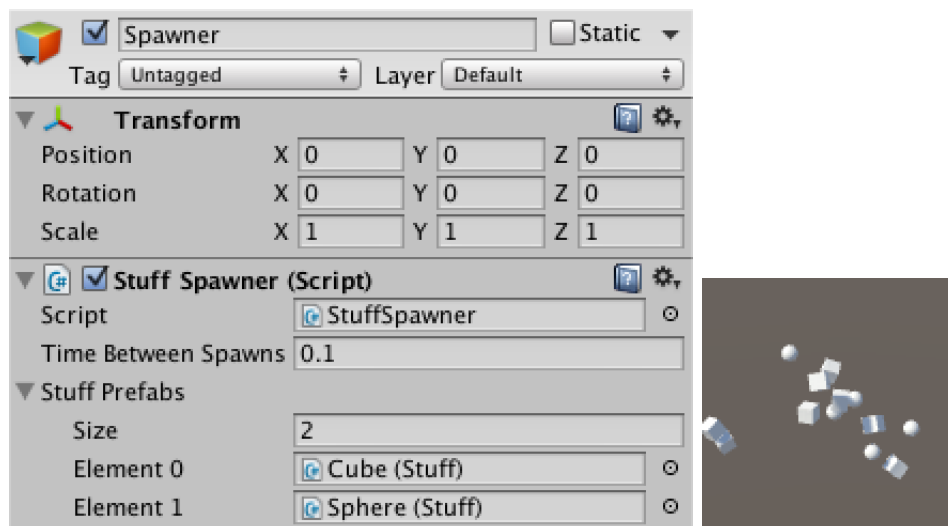 Spawner Static
Tag Untagged Layer Default
Transform
Position X 0 Y 0 Z 0
Rotation X 0 Y 0 Z 0
Scale X 1 Y 1 Z 1
C# Stuff Spawner (Script)
Script StuffSpawner
Time Between Spawns 0.1
Stuff Prefabs
Size 2
Element 0 Cube (Stuff)
Element 1 Sphere (Stuff)